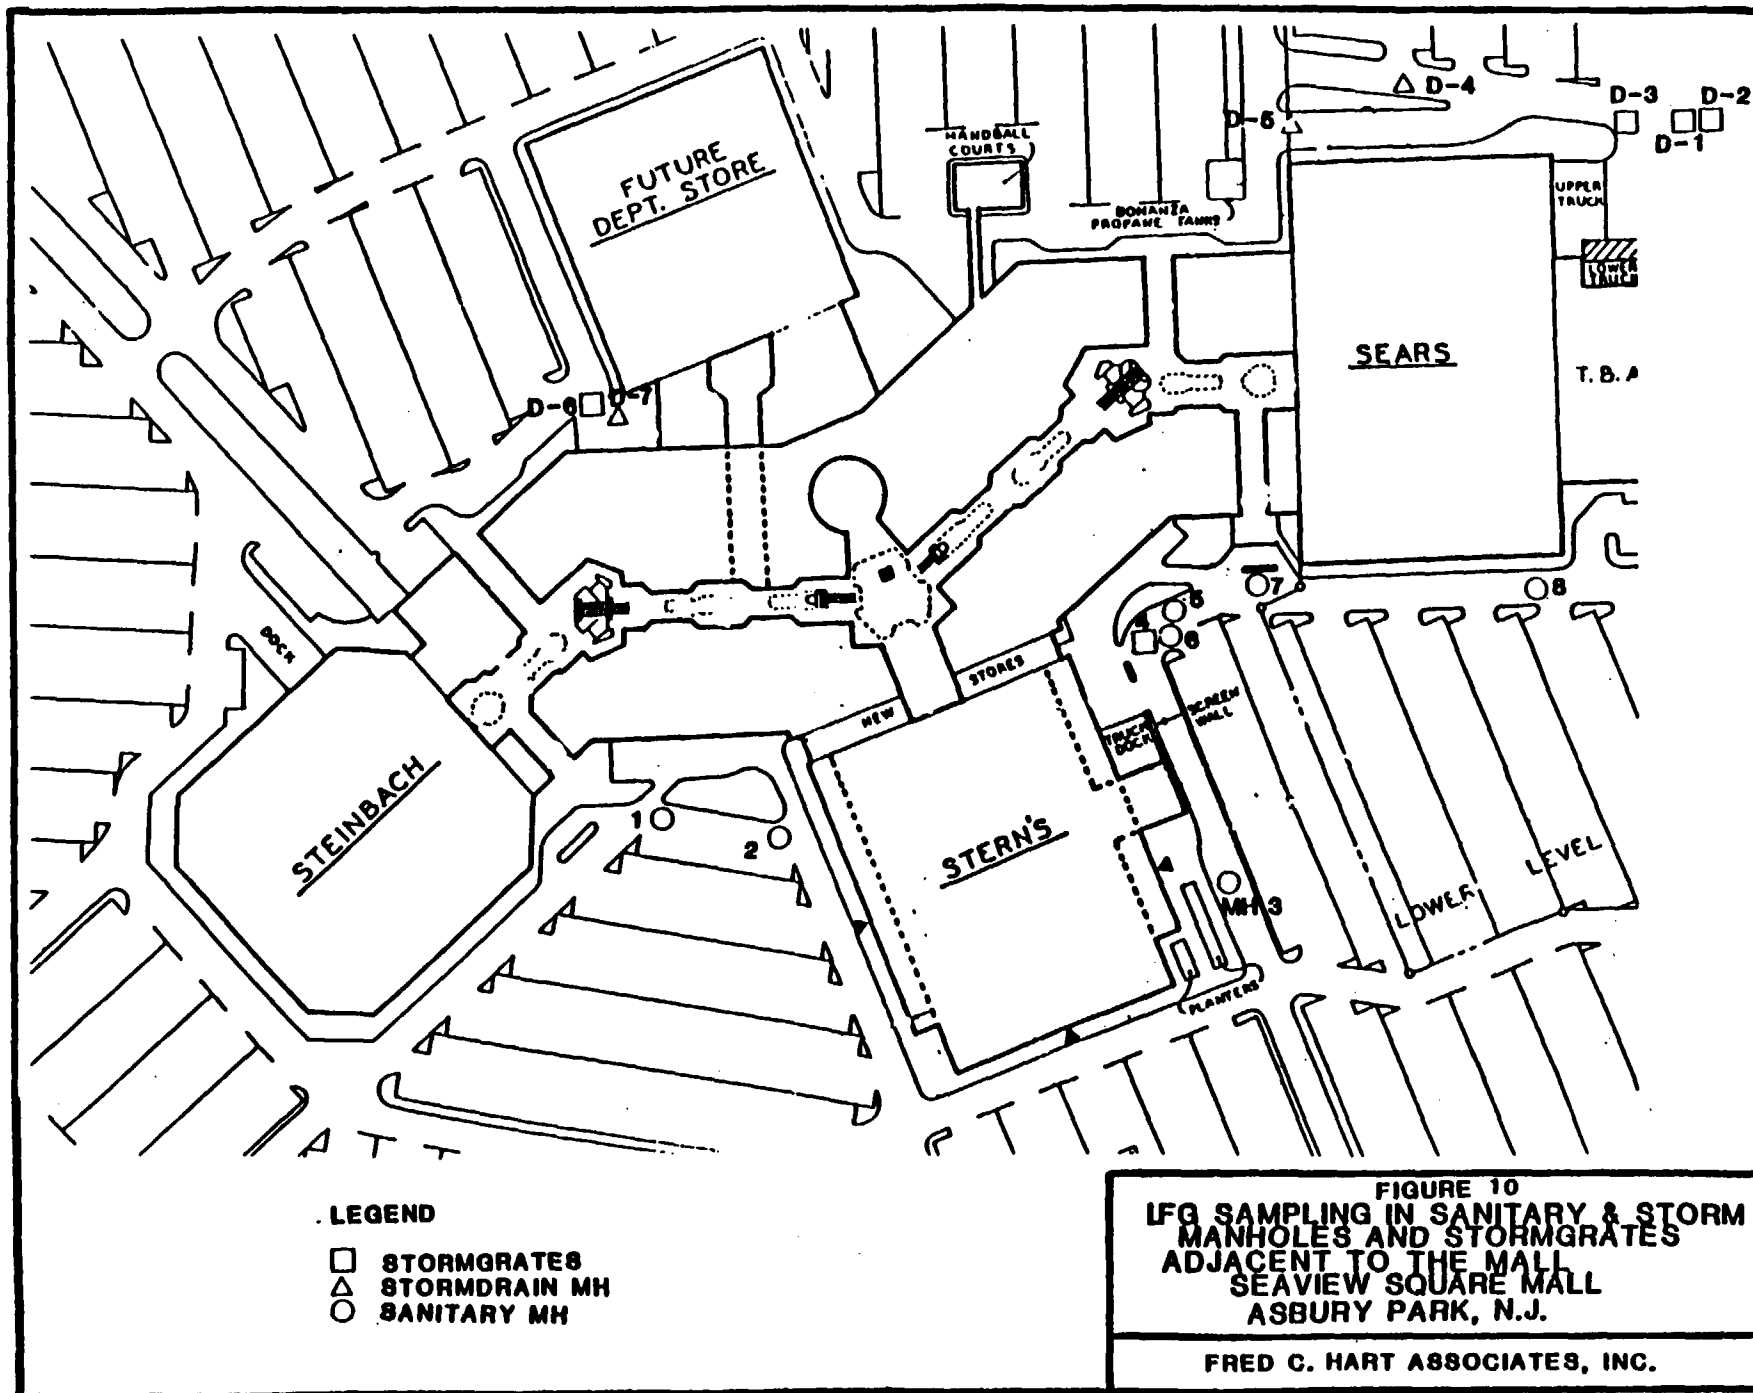 D-4
D-3
D-2
D-1
D-5
HANDBALL
COURTS
FUTURE
DEPT. STORE
BONANZA
PROPANE TANKS
UPPER
TRUCK
LOWER
TRUCK
SEARS
T. B. A
D-6
D-7
7
8
5
4
6
DOCK
STORES
NEW
SCREEN
WALL
TRUCK
DOCK
STEINBACH
1
2
STERN'S
LOWER
LEVEL
MH 3
PLANTERS
LEGEND
STORMGRATES
STORMDRAIN MH
SANITARY MH
FIGURE 10
LFG SAMPLING IN SANITARY & STORM
MANHOLES AND STORMGRATES
ADJACENT TO THE MALL
SEAVIEW SQUARE MALL
ASBURY PARK, N.J.
FRED C. HART ASSOCIATES, INC.